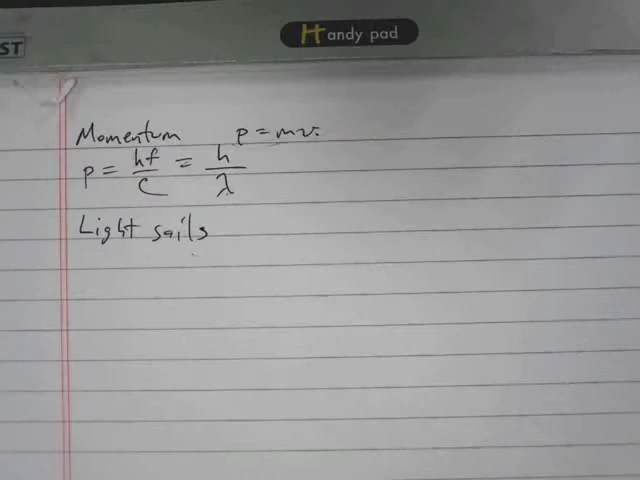 ST
Handy pad
Momentum p = mv.
p = hf/c = h/λ
Light sails